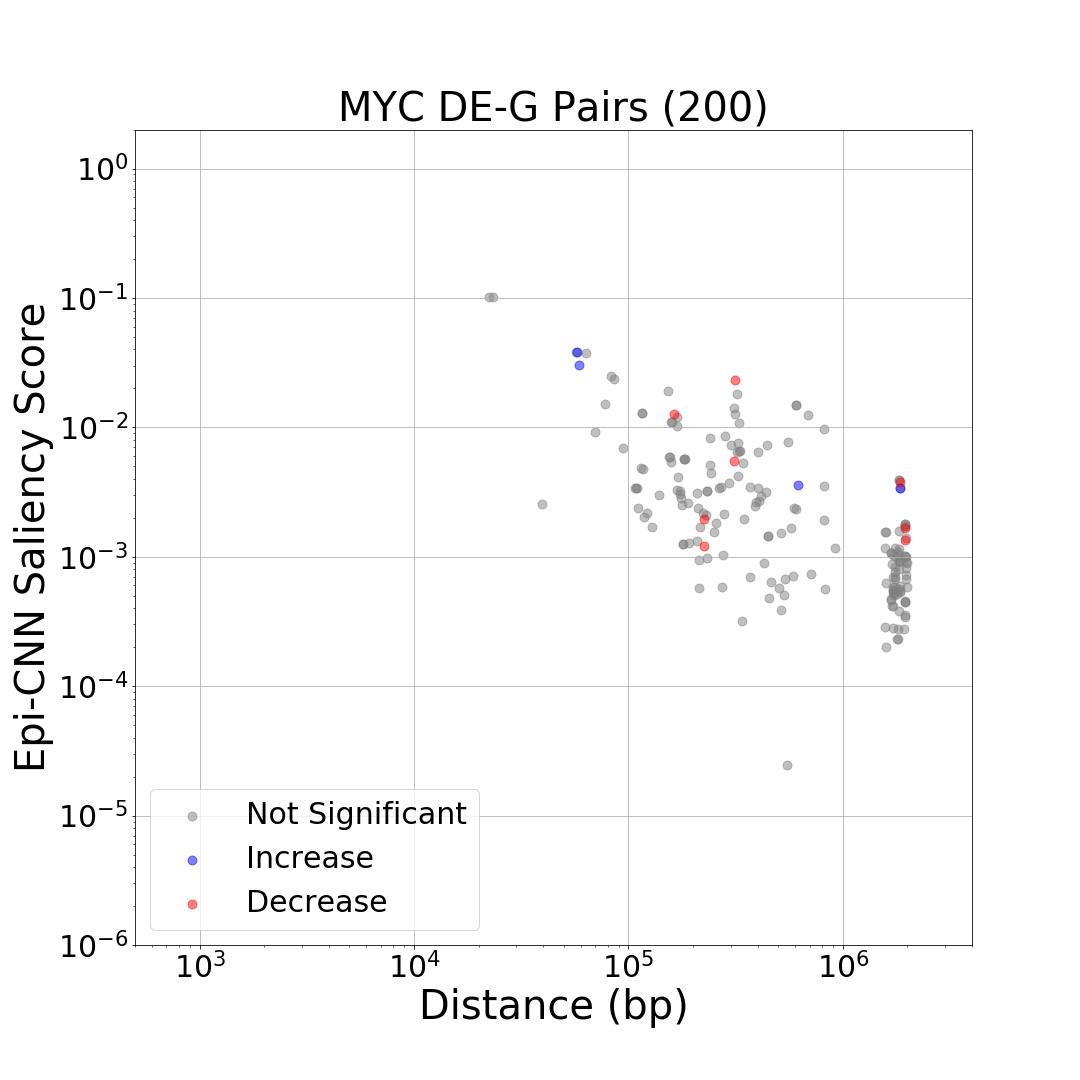 MYC DE-G Pairs (200)
Epi-CNN Saliency Score
10⁰
10⁻¹
10⁻²
10⁻³
10⁻⁴
10⁻⁵
10⁻⁶
Not Significant
Increase
Decrease
10³ 10⁴ 10⁵ 10⁶
Distance (bp)